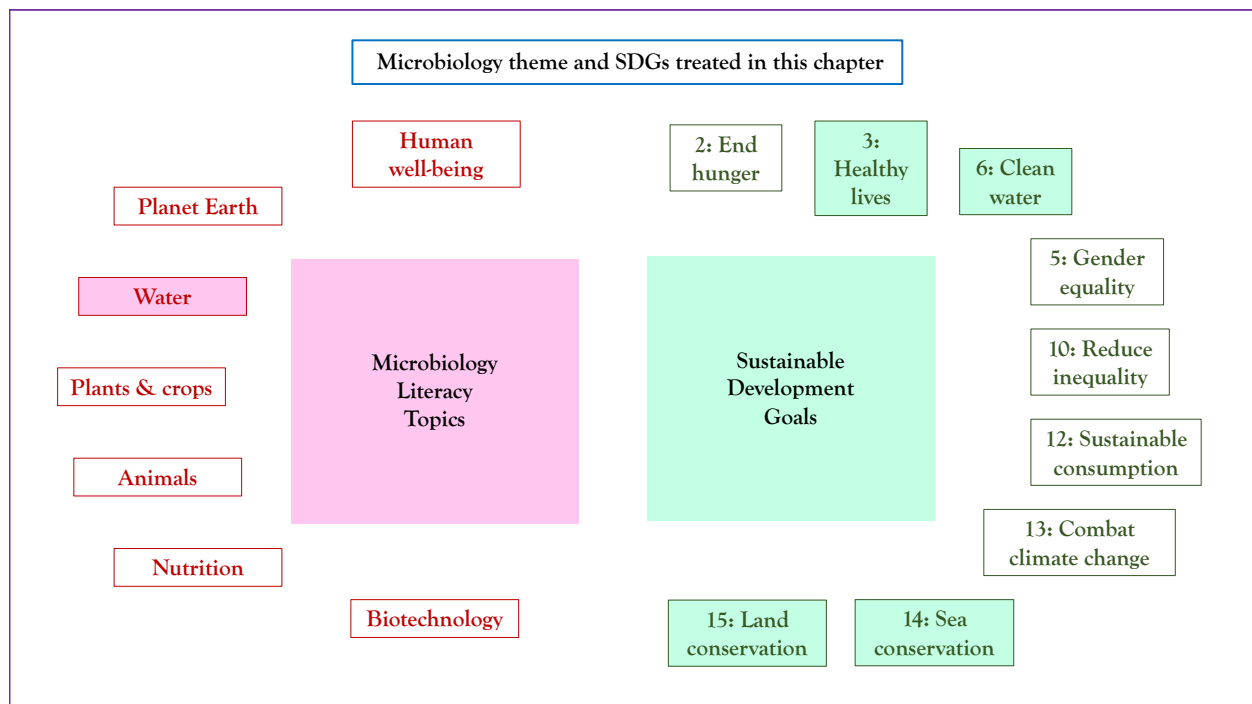 Microbiology theme and SDGs treated in this chapter
Human
well-being
Planet Earth
Water
Plants & crops
Animals
Nutrition
Biotechnology
Microbiology
Literacy
Topics
2: End
hunger
3:
Healthy
lives
6: Clean
water
5: Gender
equality
10: Reduce
inequality
12: Sustainable
consumption
13: Combat
climate change
14: Sea
conservation
15: Land
conservation
Sustainable
Development
Goals